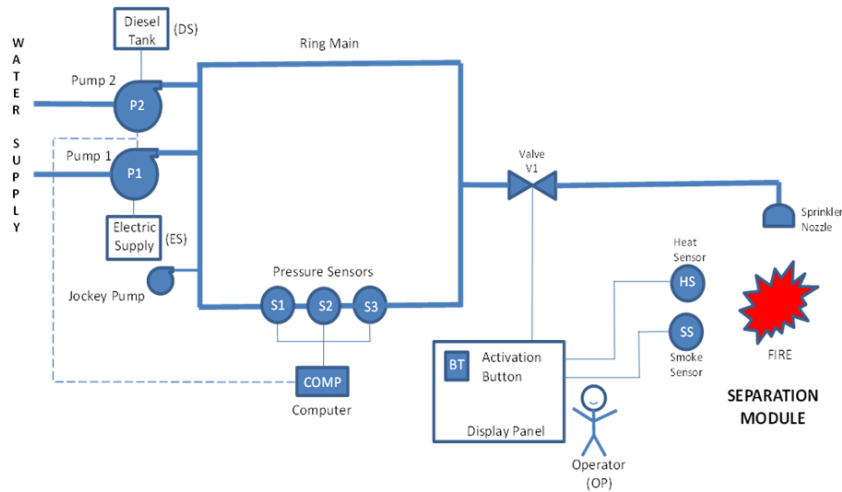 WATER SUPPLY
Diesel
Tank
(DS)
Pump 2
P2
Pump 1
P1
Electric
Supply
(ES)
Jockey Pump
Ring Main
Pressure Sensors
S1
S2
S3
COMP
Computer
Valve
V1
Sprinkler
Nozzle
Heat
Sensor
HS
SS
Smoke
Sensor
FIRE
SEPARATION
MODULE
BT
Activation
Button
Display Panel
Operator
(OP)